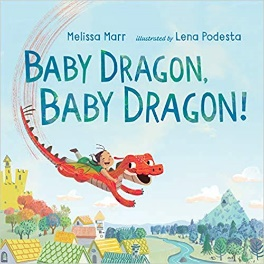 Melissa Marr illustrated by Lena Podesta
BABY DRAGON,
BABY DRAGON!